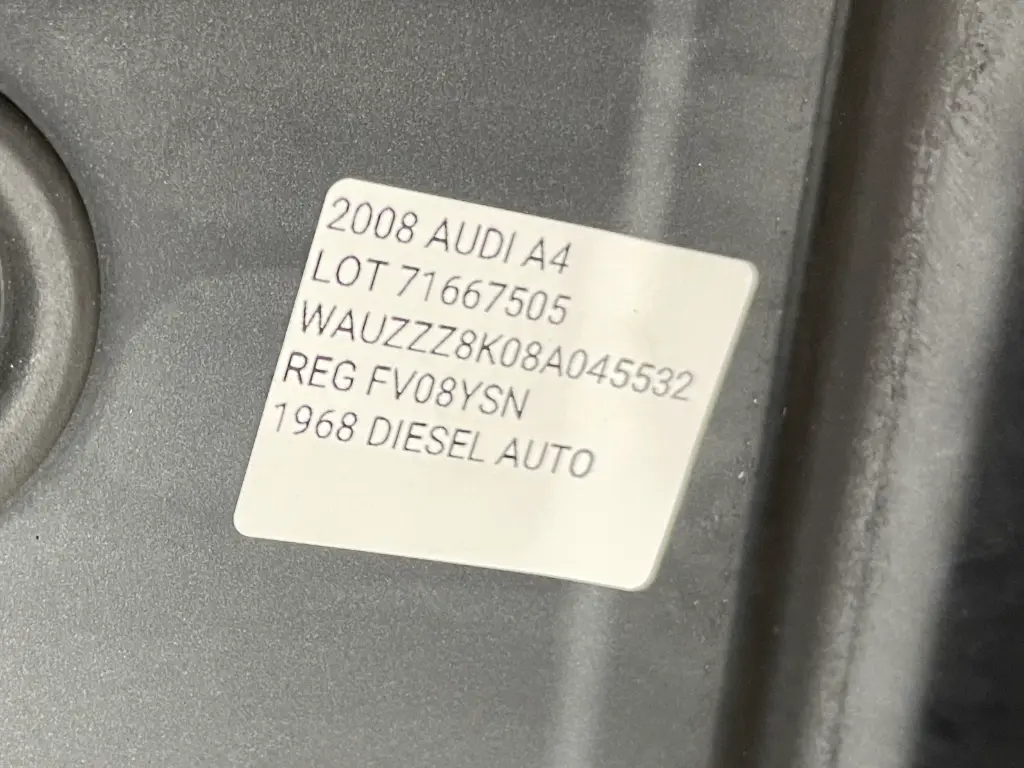 2008 AUDI A4
LOT 71667505
WAUZZZ8K08A045532
REG FV08YSN
1968 DIESEL AUTO